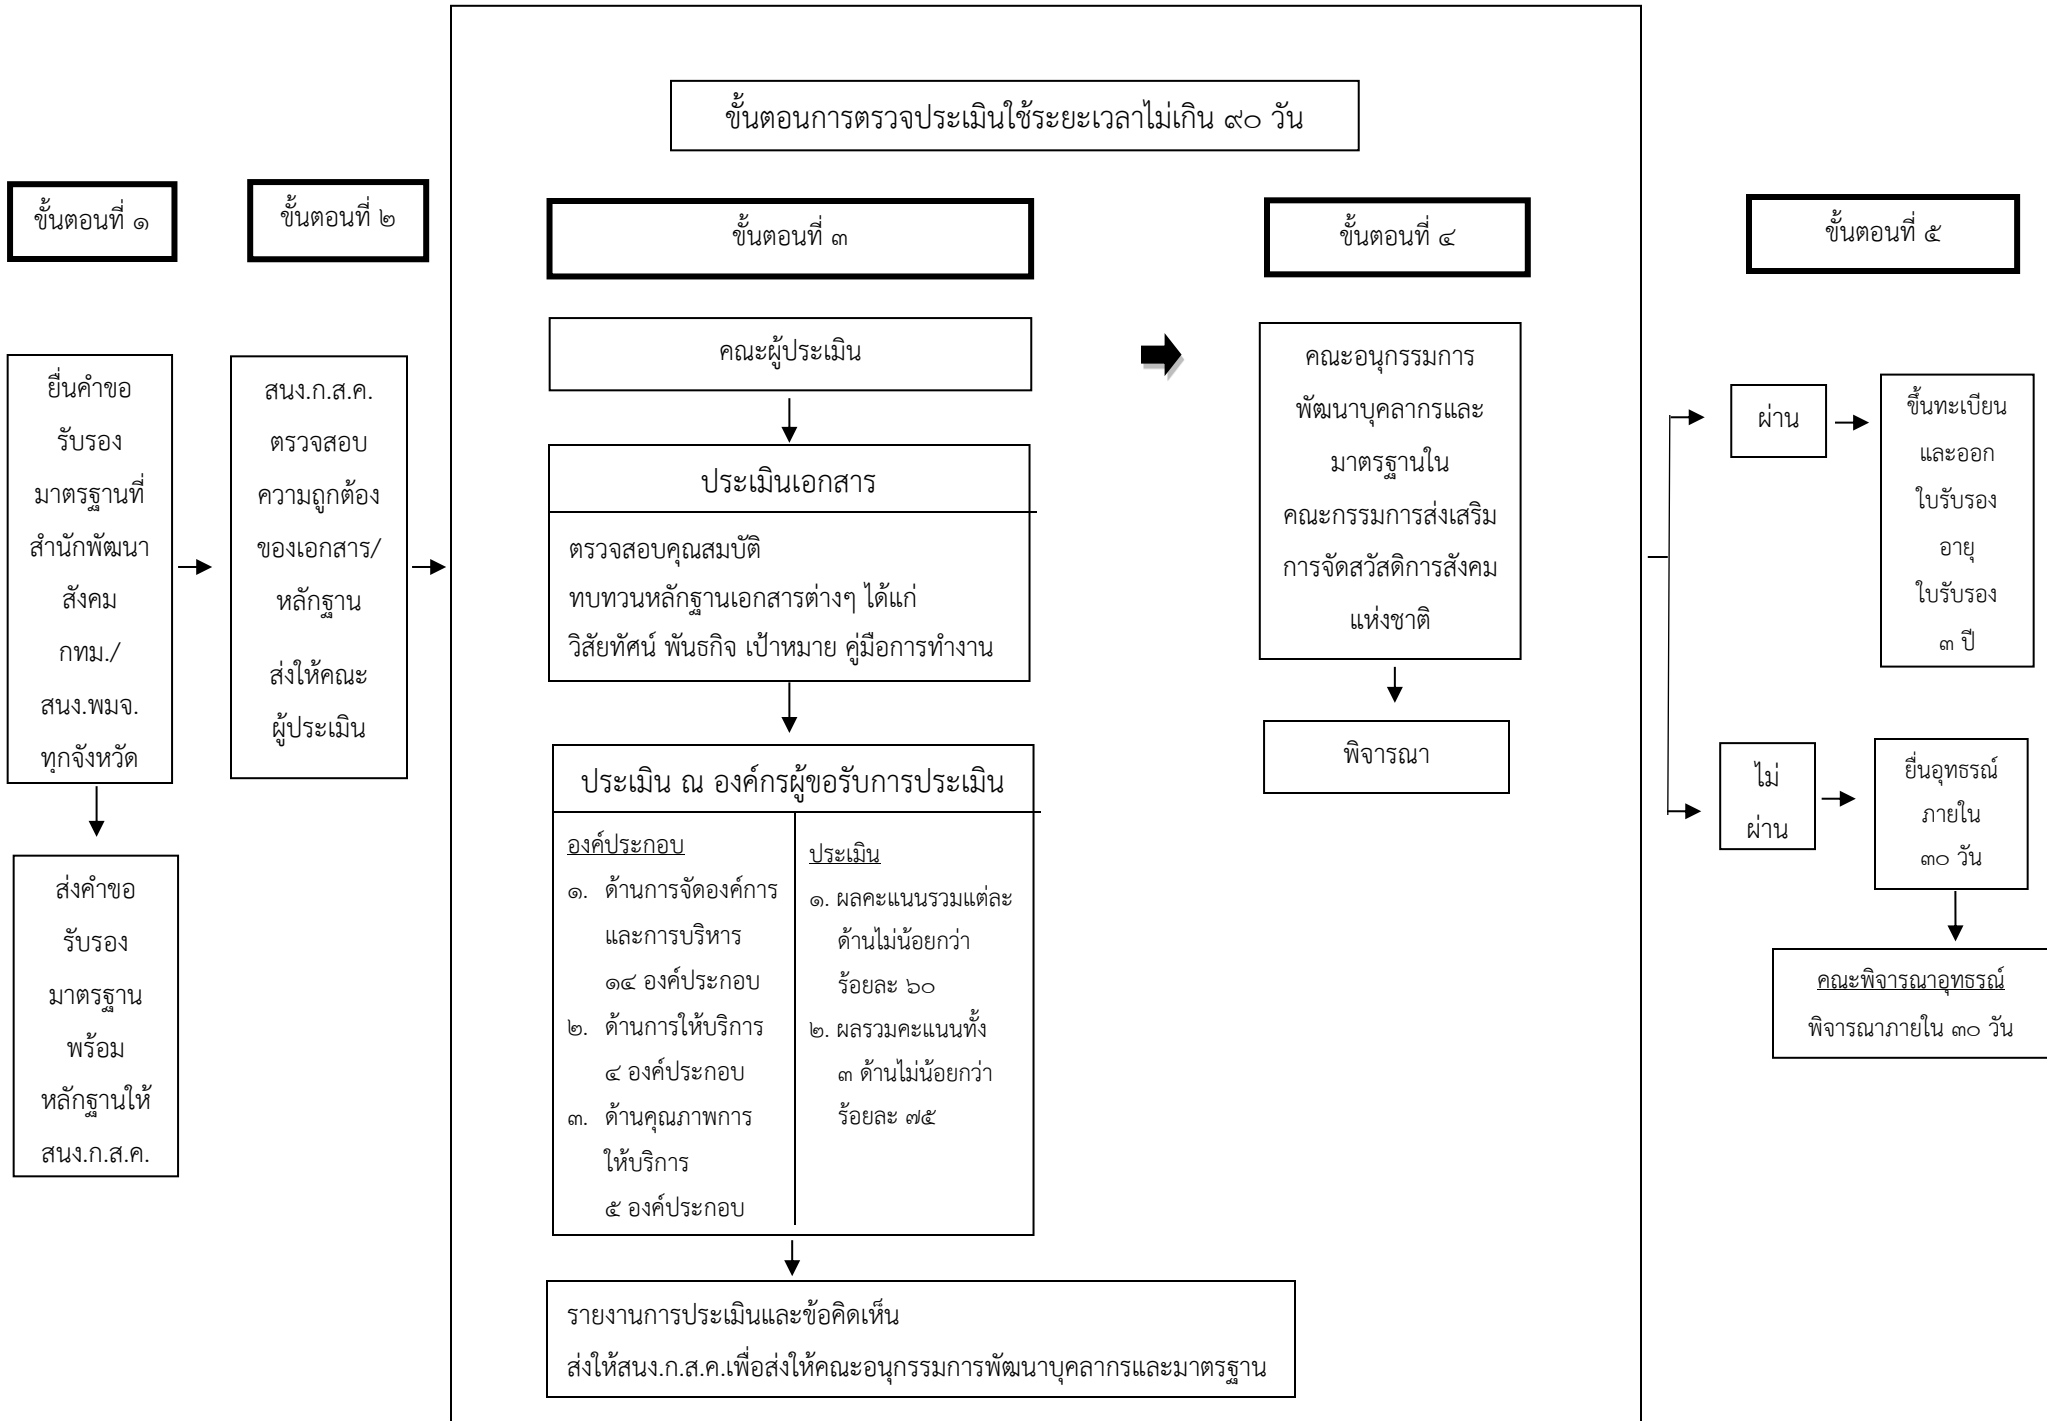 ขั้นตอนการตรวจประเมินใช้ระยะเวลาไม่เกิน ๙๐ วัน
ขั้นตอนที่ ๑
ยื่นคำขอ
รับรอง
มาตรฐานที่
สำนักพัฒนา
สังคม
กทม./
สนง.พมจ.
ทุกจังหวัด
ส่งคำขอ
รับรอง
มาตรฐาน
พร้อม
หลักฐานให้
สนง.ก.ส.ค.
ขั้นตอนที่ ๒
สนง.ก.ส.ค.
ตรวจสอบ
ความถูกต้อง
ของเอกสาร/
หลักฐาน
ส่งให้คณะ
ผู้ประเมิน
ขั้นตอนที่ ๓
คณะผู้ประเมิน
ประเมินเอกสาร
ตรวจสอบคุณสมบัติ
ทบทวนหลักฐานเอกสารต่างๆ ได้แก่
วิสัยทัศน์ พันธกิจ เป้าหมาย คู่มือการทำงาน
ประเมิน ณ องค์กรผู้ขอรับการประเมิน
องค์ประกอบ
๑. ด้านการจัดองค์การ
และการบริหาร
๑๔ องค์ประกอบ
๒. ด้านการให้บริการ
๔ องค์ประกอบ
๓. ด้านคุณภาพการ
ให้บริการ
๕ องค์ประกอบ
ประเมิน
๑. ผลคะแนนรวมแต่ละ
ด้านไม่น้อยกว่า
ร้อยละ ๖๐
๒. ผลรวมคะแนนทั้ง
๓ ด้านไม่น้อยกว่า
ร้อยละ ๗๕
รายงานการประเมินและข้อคิดเห็น
ส่งให้สนง.ก.ส.ค.เพื่อส่งให้คณะอนุกรรมการพัฒนาบุคลากรและมาตรฐาน
ขั้นตอนที่ ๔
คณะอนุกรรมการ
พัฒนาบุคลากรและ
มาตรฐานใน
คณะกรรมการส่งเสริม
การจัดสวัสดิการสังคม
แห่งชาติ
พิจารณา
ขั้นตอนที่ ๕
ผ่าน
ขึ้นทะเบียน
และออก
ใบรับรอง
อายุ
ใบรับรอง
๓ ปี
ไม่
ผ่าน
ยื่นอุทธรณ์
ภายใน
๓๐ วัน
คณะพิจารณาอุทธรณ์
พิจารณาภายใน ๓๐ วัน